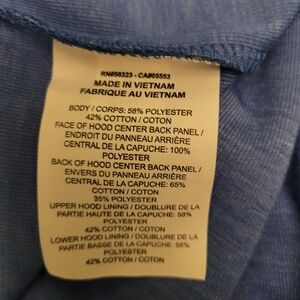 RN#56323 - CA#05553
MADE IN VIETNAM
FABRIQUE AU VIETNAM
BODY / CORPS: 58% POLYESTER
42% COTTON / COTON
FACE OF HOOD CENTER BACK PANEL /
ENDROIT DU PANNEAU ARRIÈRE
CENTRAL DE LA CAPUCHE: 100%
POLYESTER
BACK OF HOOD CENTER BACK PANEL /
ENVERS DU PANNEAU ARRIÈRE
CENTRAL DE LA CAPUCHE: 65%
COTTON / COTON
35% POLYESTER
UPPER HOOD LINING / DOUBLURE DE LA
PARTIE HAUTE DE LA CAPUCHE: 58%
POLYESTER
42% COTTON / COTON
LOWER HOOD LINING / DOUBLURE DE LA
PARTIE BASSE DE LA CAPUCHE: 58%
POLYESTER
42% COTTON / COTON